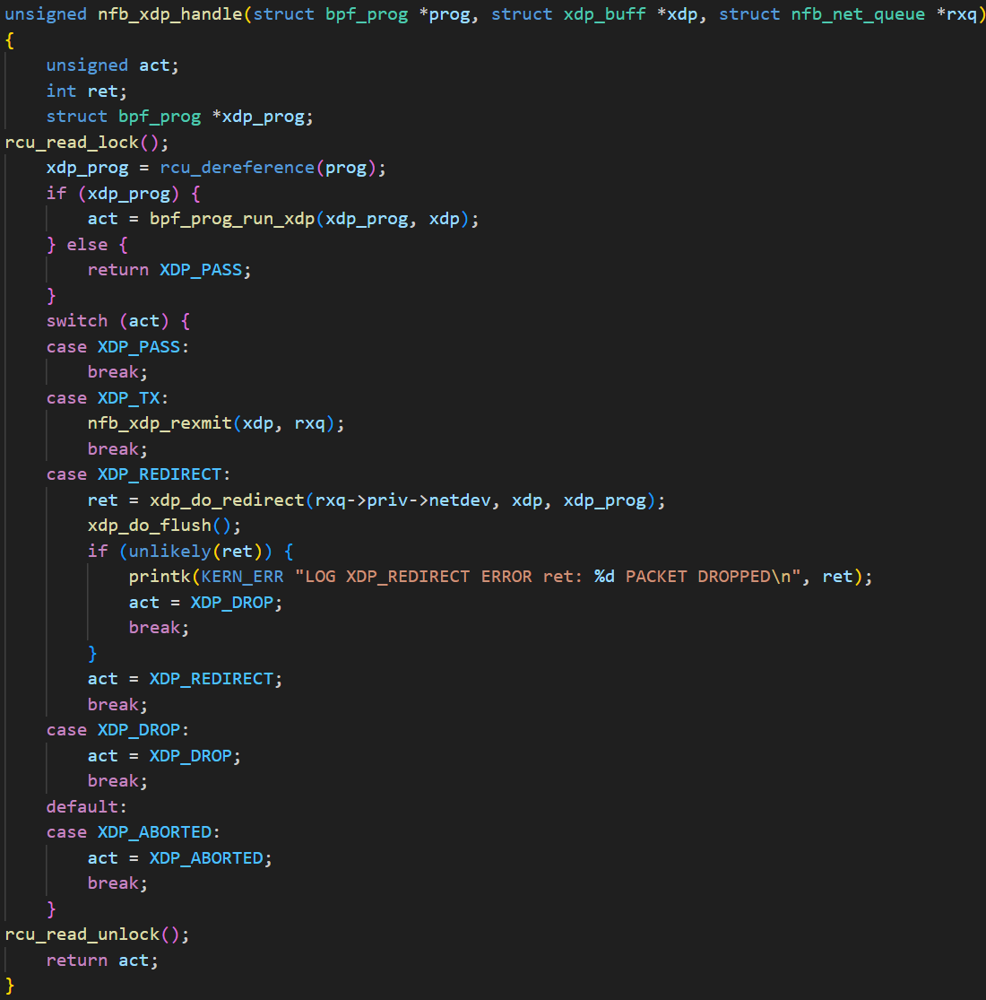 unsigned nfb_xdp_handle(struct bpf_prog *prog, struct xdp_buff *xdp, struct nfb_net_queue *rxq)
{
    unsigned act;
    int ret;
    struct bpf_prog *xdp_prog;
rcu_read_lock();
    xdp_prog = rcu_dereference(prog);
    if (xdp_prog) {
        act = bpf_prog_run_xdp(xdp_prog, xdp);
    } else {
        return XDP_PASS;
    }
    switch (act) {
    case XDP_PASS:
        break;
    case XDP_TX:
        nfb_xdp_rexmit(xdp, rxq);
        break;
    case XDP_REDIRECT:
        ret = xdp_do_redirect(rxq->priv->netdev, xdp, xdp_prog);
        xdp_do_flush();
        if (unlikely(ret)) {
            printk(KERN_ERR "LOG XDP_REDIRECT ERROR ret: %d PACKET DROPPED\n", ret);
            act = XDP_DROP;
            break;
        }
        act = XDP_REDIRECT;
        break;
    case XDP_DROP:
        act = XDP_DROP;
        break;
    default:
    case XDP_ABORTED:
        act = XDP_ABORTED;
        break;
    }
rcu_read_unlock();
    return act;
}